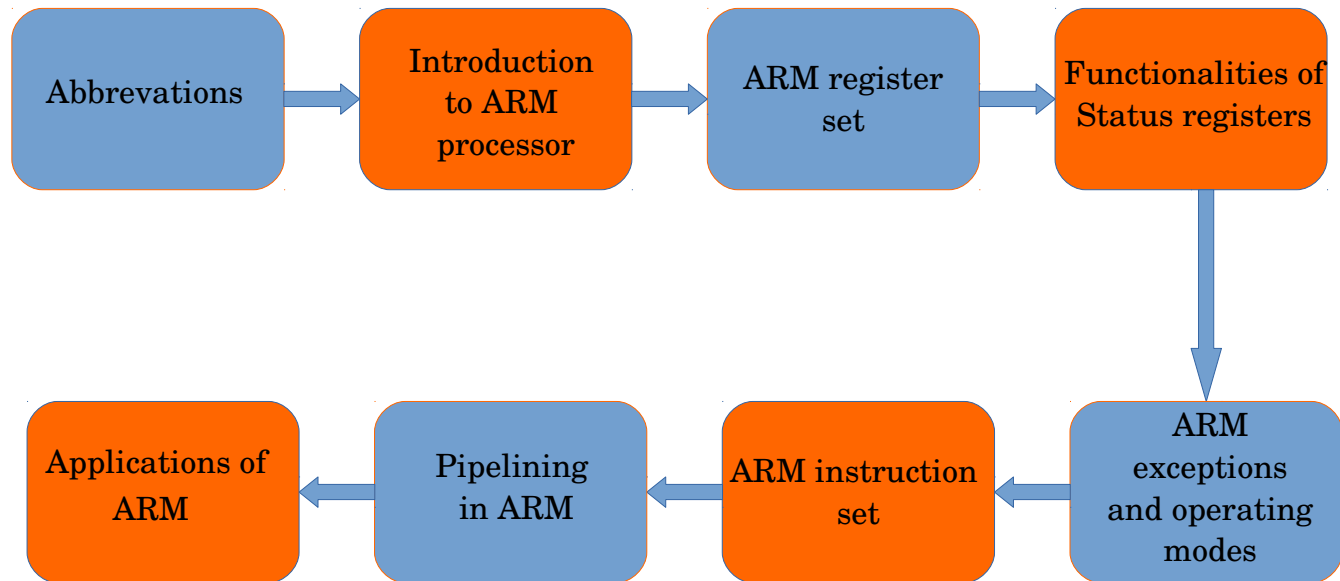 Abbrevations
Introduction
to ARM
processor
ARM register
set
Functionalities of
Status registers
ARM
exceptions
and operating
modes
ARM instruction
set
Pipelining
in ARM
Applications of
ARM